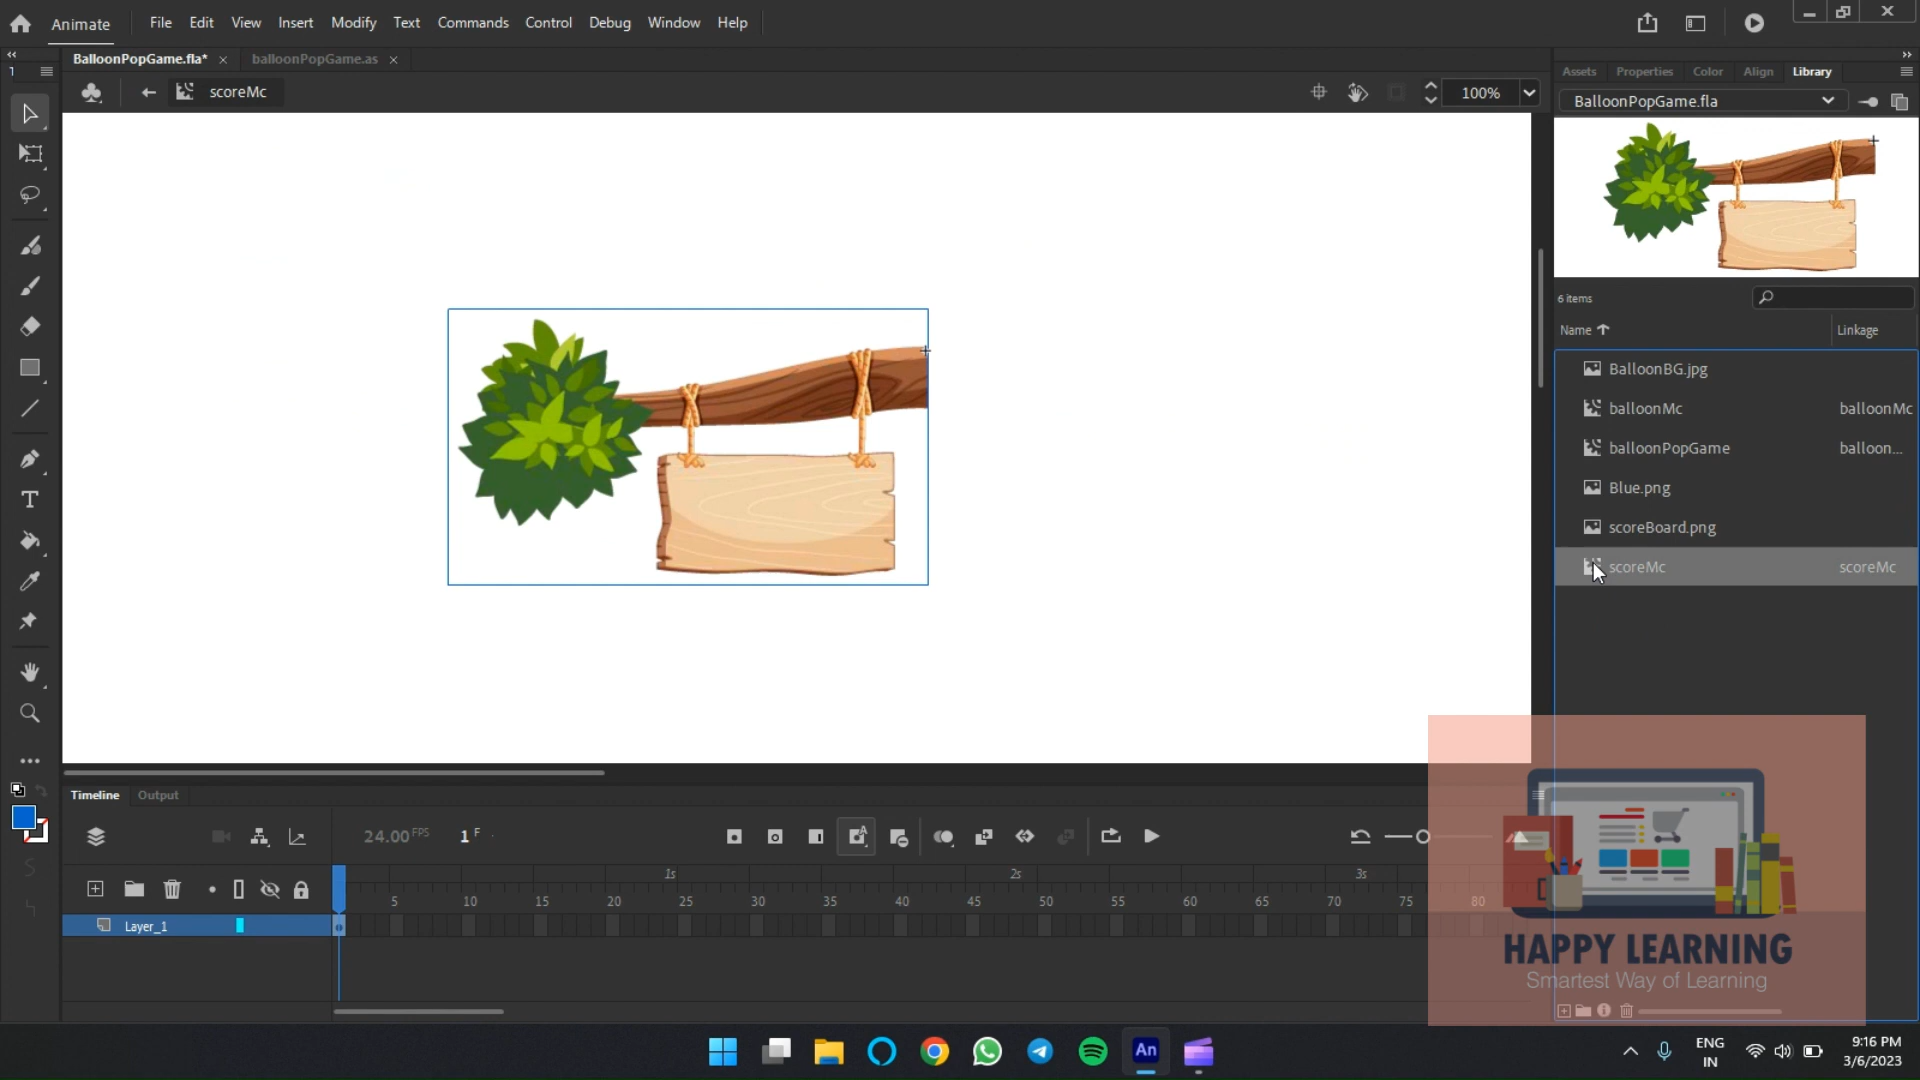 Animate File Edit View Insert Modify Text Commands Control Debug Window Help
BalloonPopGame.fla* balloonPopGame.as
1
scoreMc 100%
Assets Properties Color Align Library
BalloonPopGame.fla
6 items
Name Linkage
BalloonBG.jpg
balloonMc balloonMc
balloonPopGame balloon...
Blue.png
scoreBoard.png
scoreMc scoreMc
Timeline Output
24.00 FPS 1 F
1s 2s 3s
5 10 15 20 25 30 35 40 45 50 55 60 65 70 75 80
Layer_1
HAPPY LEARNING
Smartest Way of Learning
An
ENG
IN
9:16 PM
3/6/2023